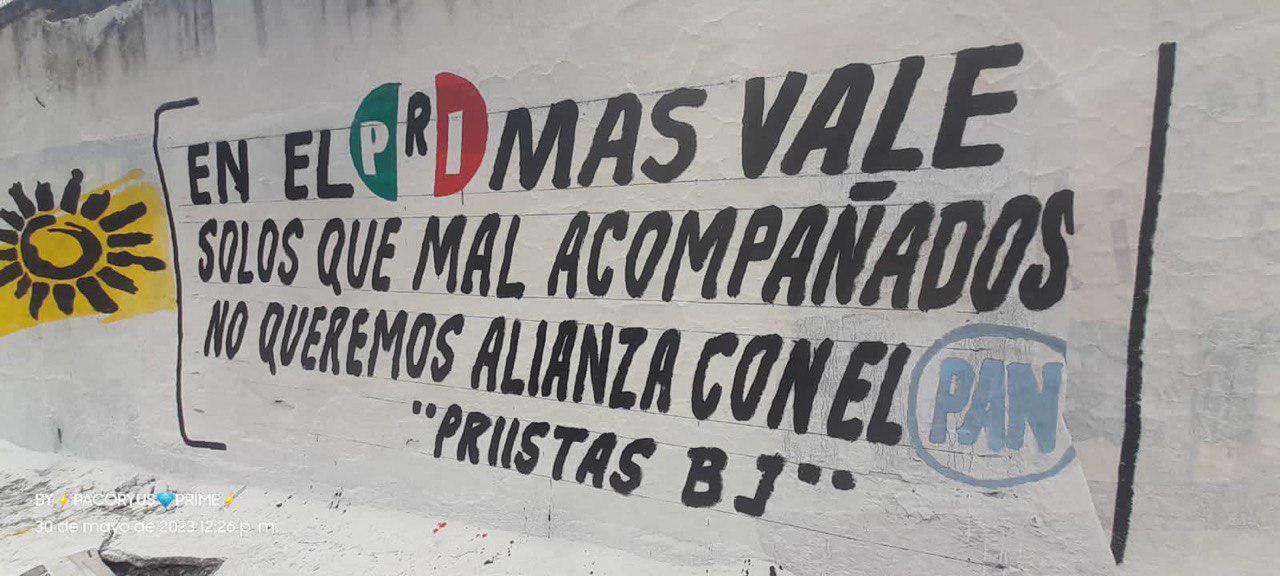 EN EL PRI MAS VALE
SOLOS QUE MAL ACOMPAÑADOS
NO QUEREMOS ALIANZA CON EL PAN
¨PRIISTAS BJ¨
BY⚡PACORYUS💙PRIME⚡
30 de mayo de 2023 12:26 p. m.